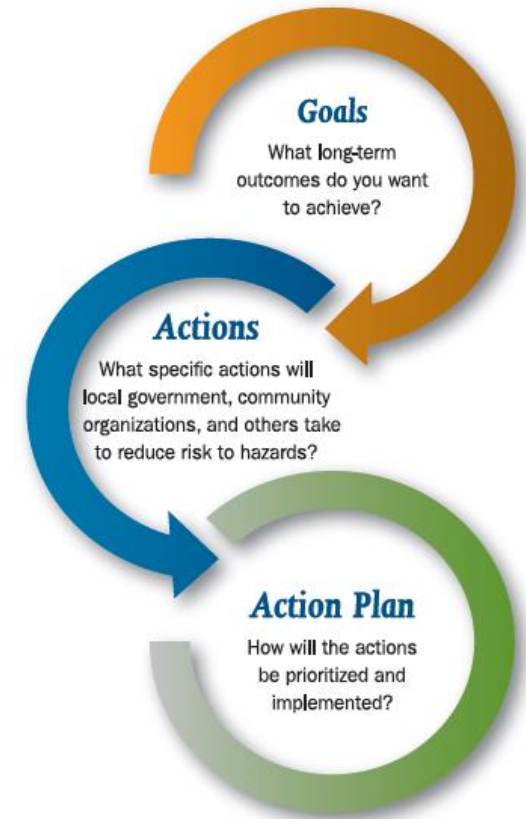 Goals
What long-term
outcomes do you want
to achieve?
Actions
What specific actions will
local government, community
organizations, and others take
to reduce risk to hazards?
Action Plan
How will the actions
be prioritized and
implemented?